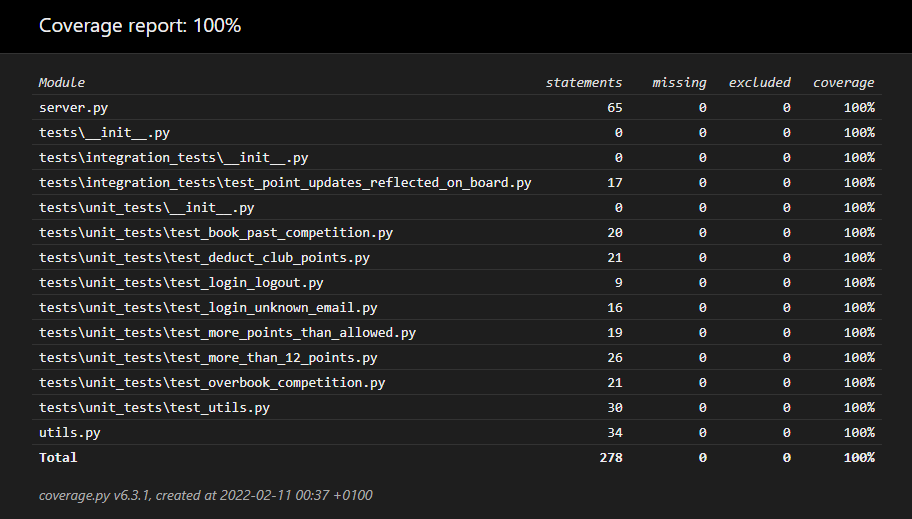 Coverage report: 100%
Module statements missing excluded coverage
server.py 65 0 0 100%
tests\__init__.py 0 0 0 100%
tests\integration_tests\__init__.py 0 0 0 100%
tests\integration_tests\test_point_updates_reflected_on_board.py 17 0 0 100%
tests\unit_tests\__init__.py 0 0 0 100%
tests\unit_tests\test_book_past_competition.py 20 0 0 100%
tests\unit_tests\test_deduct_club_points.py 21 0 0 100%
tests\unit_tests\test_login_logout.py 9 0 0 100%
tests\unit_tests\test_login_unknown_email.py 16 0 0 100%
tests\unit_tests\test_more_points_than_allowed.py 19 0 0 100%
tests\unit_tests\test_more_than_12_points.py 26 0 0 100%
tests\unit_tests\test_overbook_competition.py 21 0 0 100%
tests\unit_tests\test_utils.py 30 0 0 100%
utils.py 34 0 0 100%
Total 278 0 0 100%
coverage.py v6.3.1, created at 2022-02-11 00:37 +0100